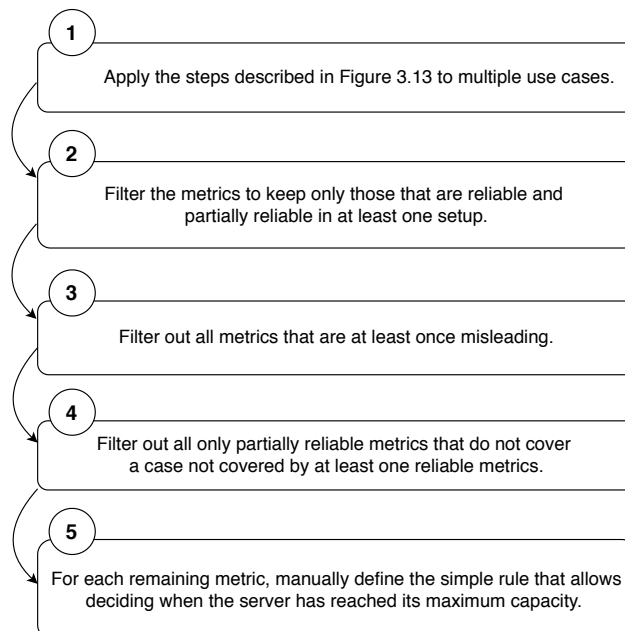 1
Apply the steps described in Figure 3.13 to multiple use cases.
2
Filter the metrics to keep only those that are reliable and
partially reliable in at least one setup.
3
Filter out all metrics that are at least once misleading.
4
Filter out all only partially reliable metrics that do not cover
a case not covered by at least one reliable metrics.
5
For each remaining metric, manually define the simple rule that allows
deciding when the server has reached its maximum capacity.